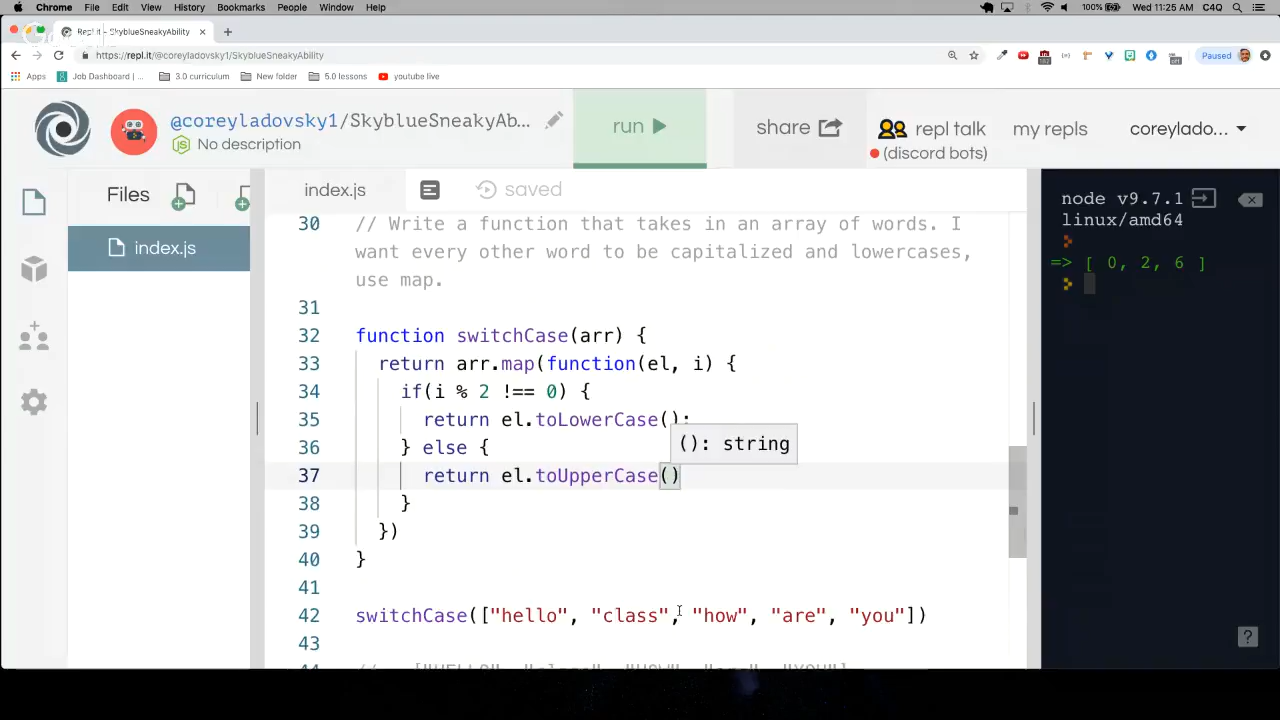 Chrome File Edit View History Bookmarks People Window Help 100% Wed 11:25 AM C4Q
Repl.it - SkyblueSneakyAbility
https://repl.it/@coreyladovsky1/SkyblueSneakyAbility Paused
Apps Job Dashboard | ... 3.0 curriculum New folder 5.0 lessons youtube live
@coreyladovsky1/SkyblueSneakyAb...
No description
run
share
repl talk
(discord bots)
my repls
coreylado...
Files
index.js
index.js
saved
30 // Write a function that takes in an array of words. I
want every other word to be capitalized and lowercases,
use map.
31
32 function switchCase(arr) {
33 return arr.map(function(el, i) {
34 if(i % 2 !== 0) {
35 return el.toLowerCase();
36 } else {
37 return el.toUpperCase()
38 }
39 })
40 }
41
42 switchCase(["hello", "class", "how", "are", "you"])
43
(): string
node v9.7.1
linux/amd64
=> [ 0, 2, 6 ]
?